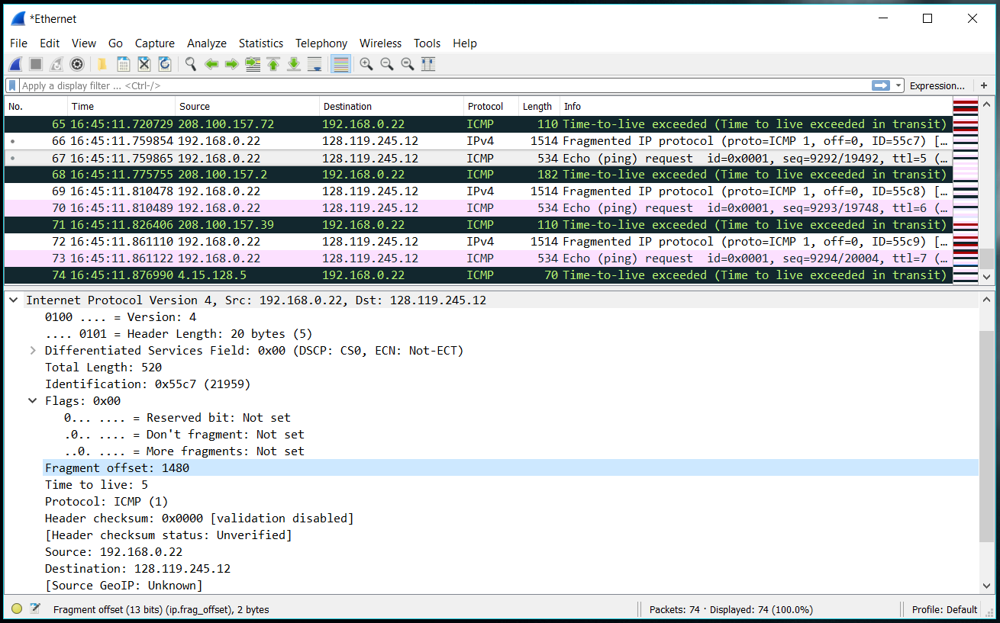 *Ethernet
File Edit View Go Capture Analyze Statistics Telephony Wireless Tools Help
Apply a display filter ... <Ctrl-/> Expression... +
No. Time Source Destination Protocol Length Info
65 16:45:11.720729 208.100.157.72 192.168.0.22 ICMP 110 Time-to-live exceeded (Time to live exceeded in transit)
66 16:45:11.759854 192.168.0.22 128.119.245.12 IPv4 1514 Fragmented IP protocol (proto=ICMP 1, off=0, ID=55c7) [...
67 16:45:11.759865 192.168.0.22 128.119.245.12 ICMP 534 Echo (ping) request id=0x0001, seq=9292/19492, ttl=5 (...
68 16:45:11.775755 208.100.157.2 192.168.0.22 ICMP 182 Time-to-live exceeded (Time to live exceeded in transit)
69 16:45:11.810478 192.168.0.22 128.119.245.12 IPv4 1514 Fragmented IP protocol (proto=ICMP 1, off=0, ID=55c8) [...
70 16:45:11.810489 192.168.0.22 128.119.245.12 ICMP 534 Echo (ping) request id=0x0001, seq=9293/19748, ttl=6 (...
71 16:45:11.826406 208.100.157.39 192.168.0.22 ICMP 110 Time-to-live exceeded (Time to live exceeded in transit)
72 16:45:11.861110 192.168.0.22 128.119.245.12 IPv4 1514 Fragmented IP protocol (proto=ICMP 1, off=0, ID=55c9) [...
73 16:45:11.861122 192.168.0.22 128.119.245.12 ICMP 534 Echo (ping) request id=0x0001, seq=9294/20004, ttl=7 (...
74 16:45:11.876990 4.15.128.5 192.168.0.22 ICMP 70 Time-to-live exceeded (Time to live exceeded in transit)
Internet Protocol Version 4, Src: 192.168.0.22, Dst: 128.119.245.12
0100 .... = Version: 4
.... 0101 = Header Length: 20 bytes (5)
Differentiated Services Field: 0x00 (DSCP: CS0, ECN: Not-ECT)
Total Length: 520
Identification: 0x55c7 (21959)
Flags: 0x00
0... .... = Reserved bit: Not set
.0.. .... = Don't fragment: Not set
..0. .... = More fragments: Not set
Fragment offset: 1480
Time to live: 5
Protocol: ICMP (1)
Header checksum: 0x0000 [validation disabled]
[Header checksum status: Unverified]
Source: 192.168.0.22
Destination: 128.119.245.12
[Source GeoIP: Unknown]
Fragment offset (13 bits) (ip.frag_offset), 2 bytes Packets: 74 · Displayed: 74 (100.0%) Profile: Default